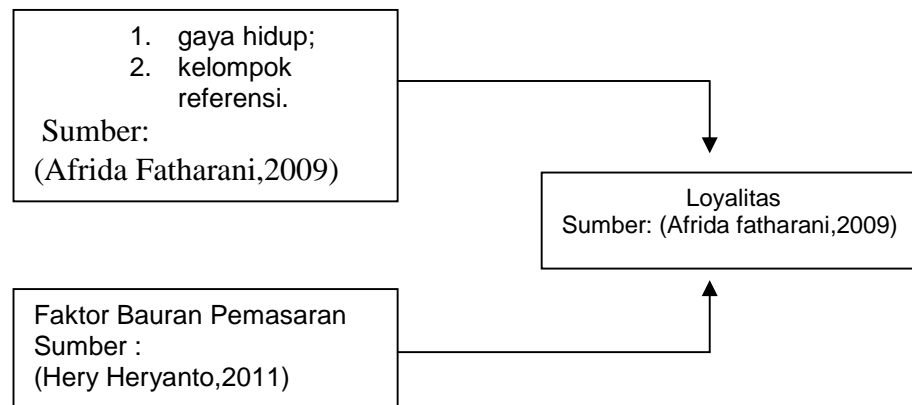 1. gaya hidup;
2. kelompok
referensi.
Sumber:
(Afrida Fatharani,2009)
Loyalitas
Sumber: (Afrida fatharani,2009)
Faktor Bauran Pemasaran
Sumber :
(Hery Heryanto,2011)